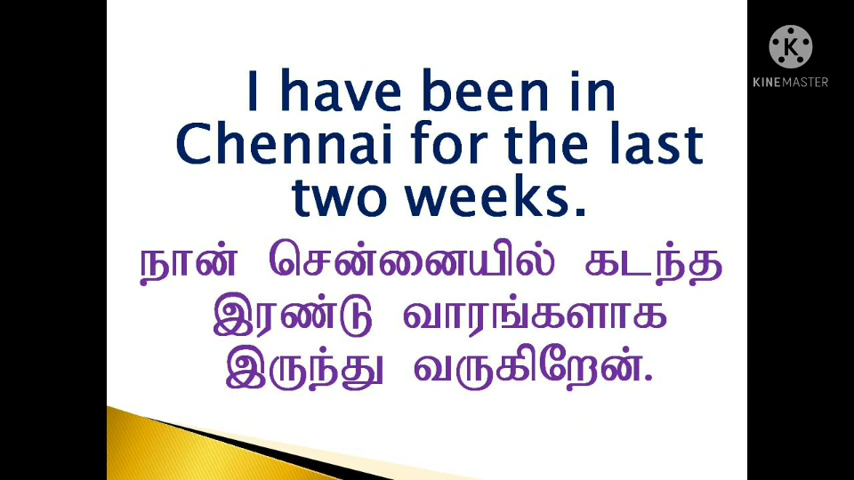 I have been in
Chennai for the last
two weeks.
நான் சென்னையில் கடந்த
இரண்டு வாரங்களாக
இருந்து வருகிறேன்.
K
KINEMASTER